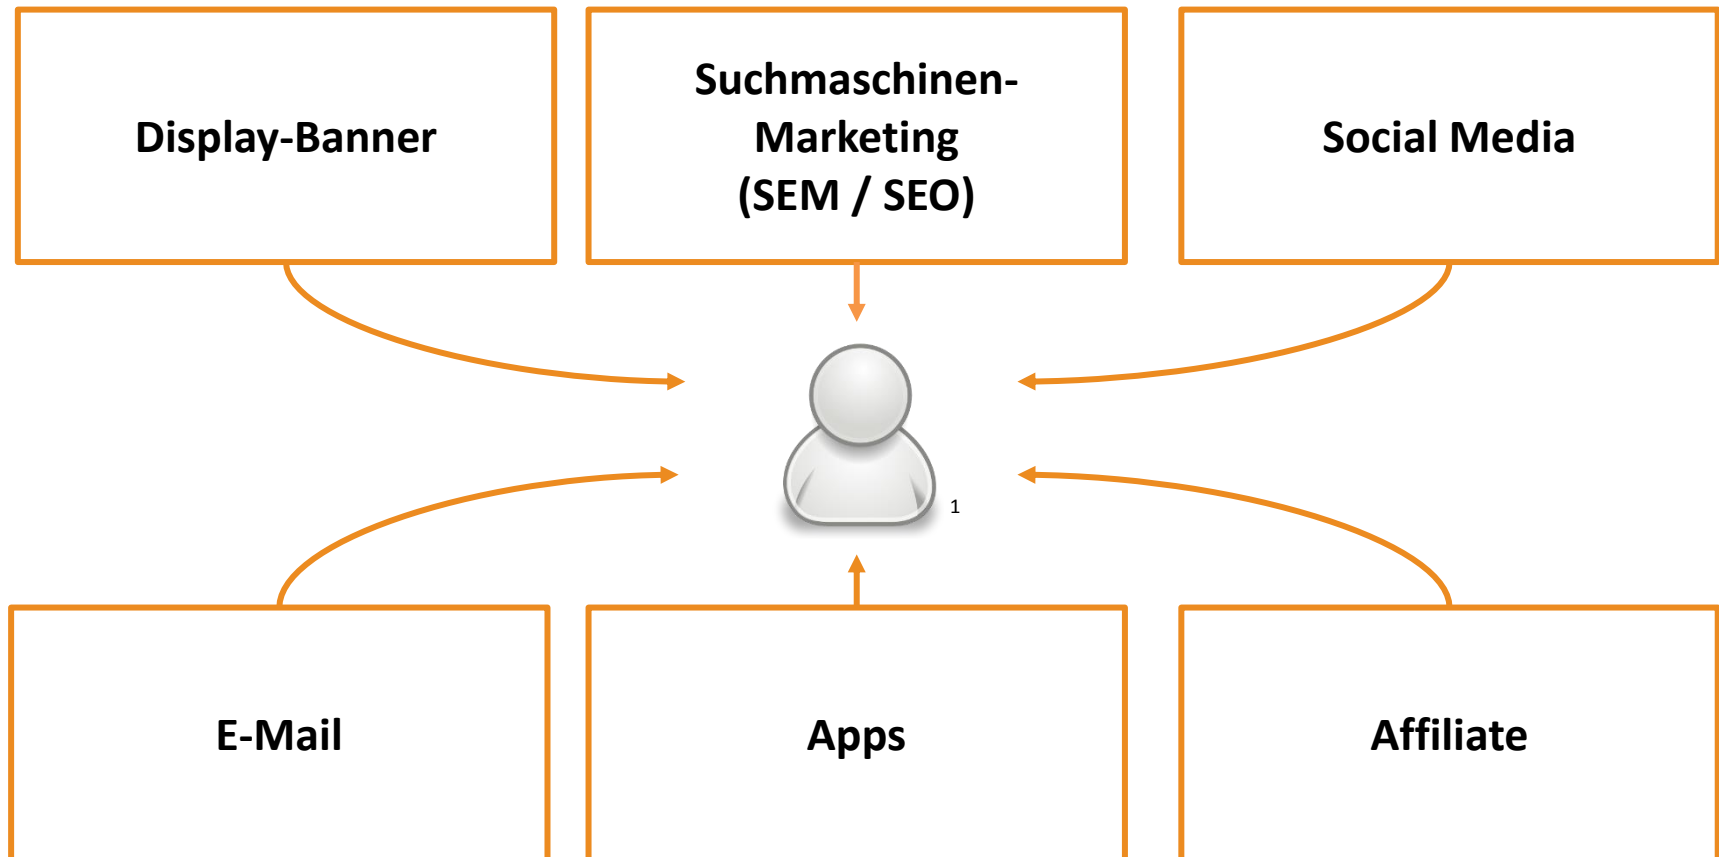 Display-Banner
Suchmaschinen-
Marketing
(SEM / SEO)
Social Media
1
E-Mail
Apps
Affiliate